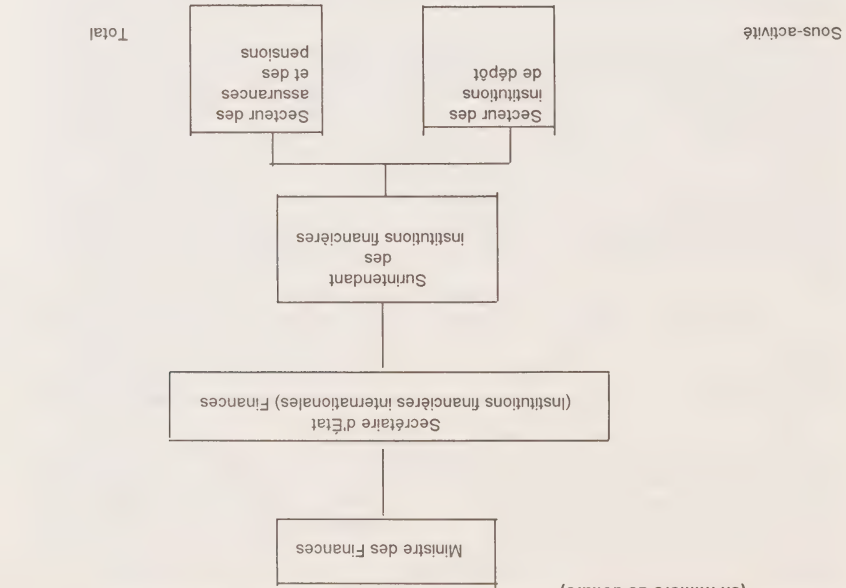 Ministre des Finances
Secrétaire d'État
(Institutions financières internationales) Finances
Surintendant
des
institutions financières
Secteur des
institutions
de dépôt
Secteur des
assurances
et des
pensions
Sous-activité
Total